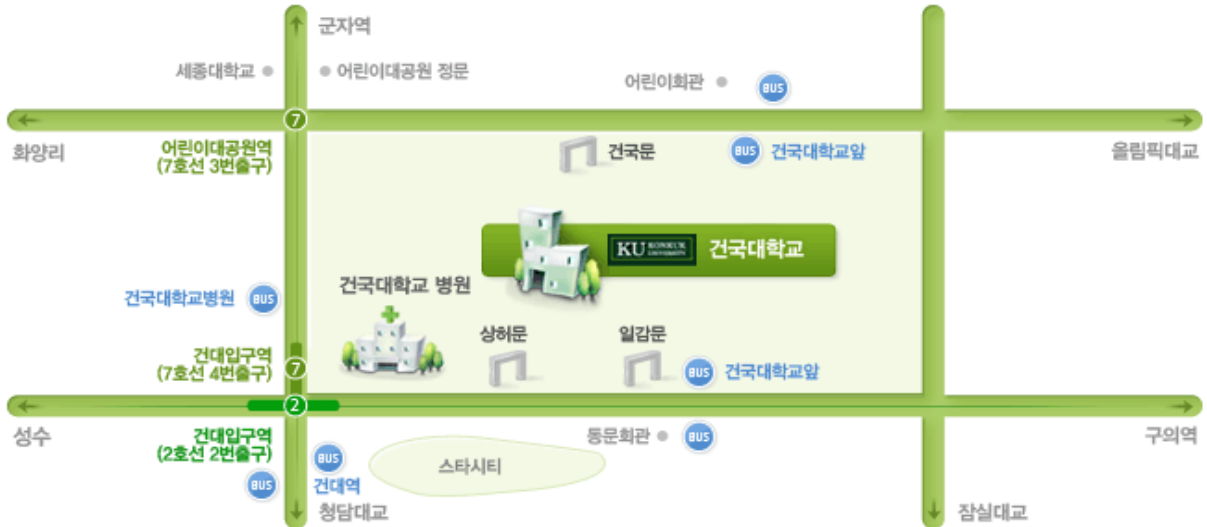 군자역
세종대학교
어린이대공원 정문
어린이회관
BUS
7
화양리
어린이대공원역
(7호선 3번출구)
건국문
BUS 건국대학교앞
올림픽대교
KU KONKUK UNIVERSITY 건국대학교
건국대학교 병원
건국대학교병원 BUS
상허문
일감문
건대입구역
(7호선 4번출구)
7
BUS 건국대학교앞
2
성수
건대입구역
(2호선 2번출구)
동문회관
BUS
구의역
BUS
스타시티
BUS
건대역
청담대교
잠실대교